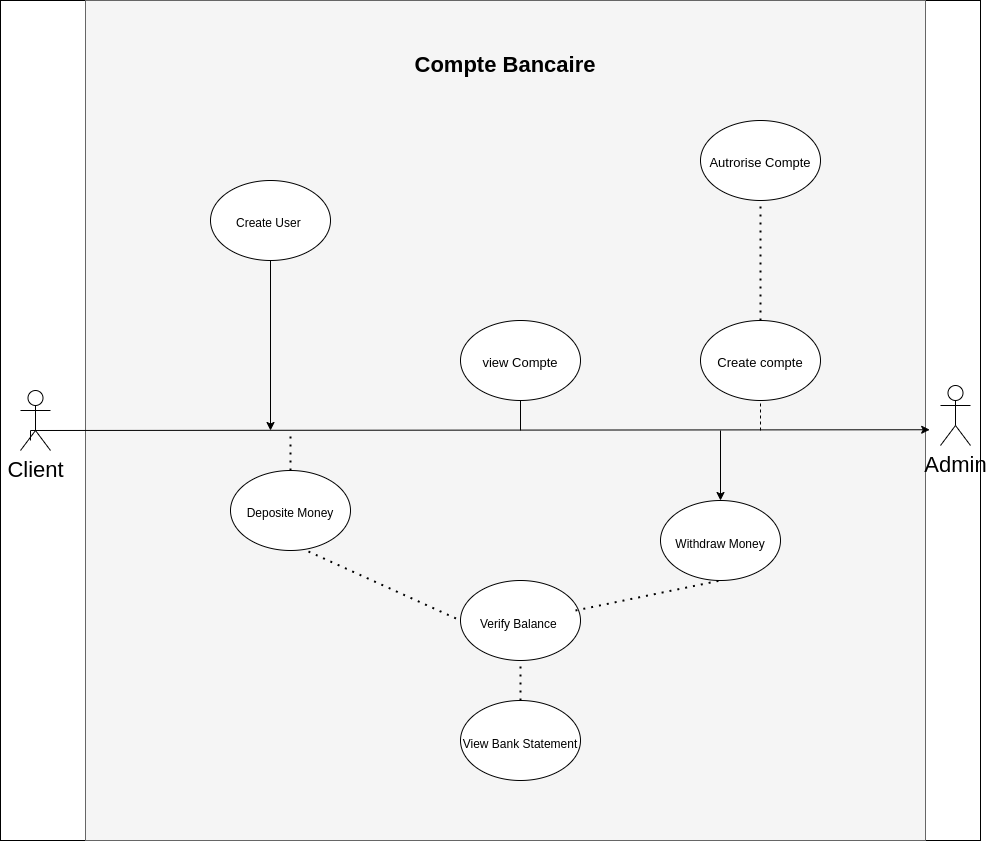 Compte Bancaire
Autrorise Compte
Create User
view Compte
Create compte
Client
Admin
Deposite Money
Withdraw Money
Verify Balance
View Bank Statement